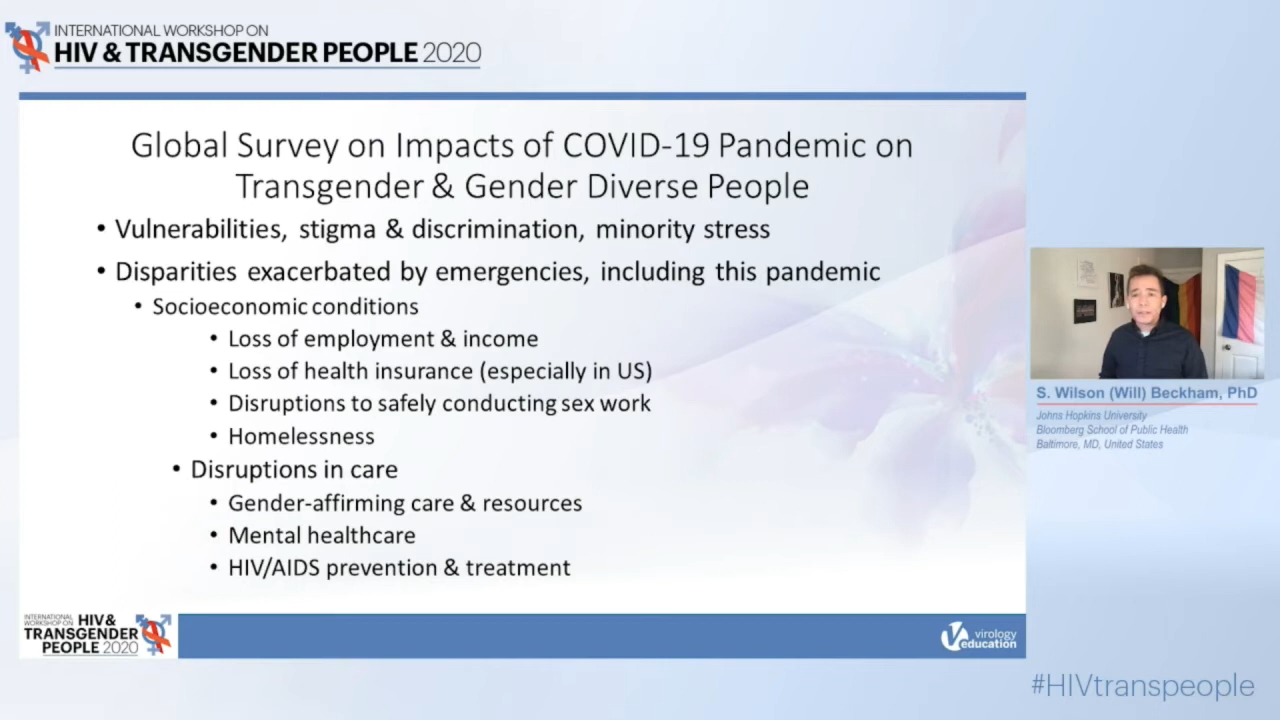 INTERNATIONAL WORKSHOP ON
HIV & TRANSGENDER PEOPLE 2020
Global Survey on Impacts of COVID-19 Pandemic on
Transgender & Gender Diverse People
• Vulnerabilities, stigma & discrimination, minority stress
• Disparities exacerbated by emergencies, including this pandemic
• Socioeconomic conditions
• Loss of employment & income
• Loss of health insurance (especially in US)
• Disruptions to safely conducting sex work
• Homelessness
• Disruptions in care
• Gender-affirming care & resources
• Mental healthcare
• HIV/AIDS prevention & treatment
S. Wilson (Will) Beckham, PhD
Johns Hopkins University
Bloomberg School of Public Health
Baltimore, MD, United States
INTERNATIONAL WORKSHOP ON HIV &
TRANSGENDER
PEOPLE 2020
virology
education
#HIVtranspeople